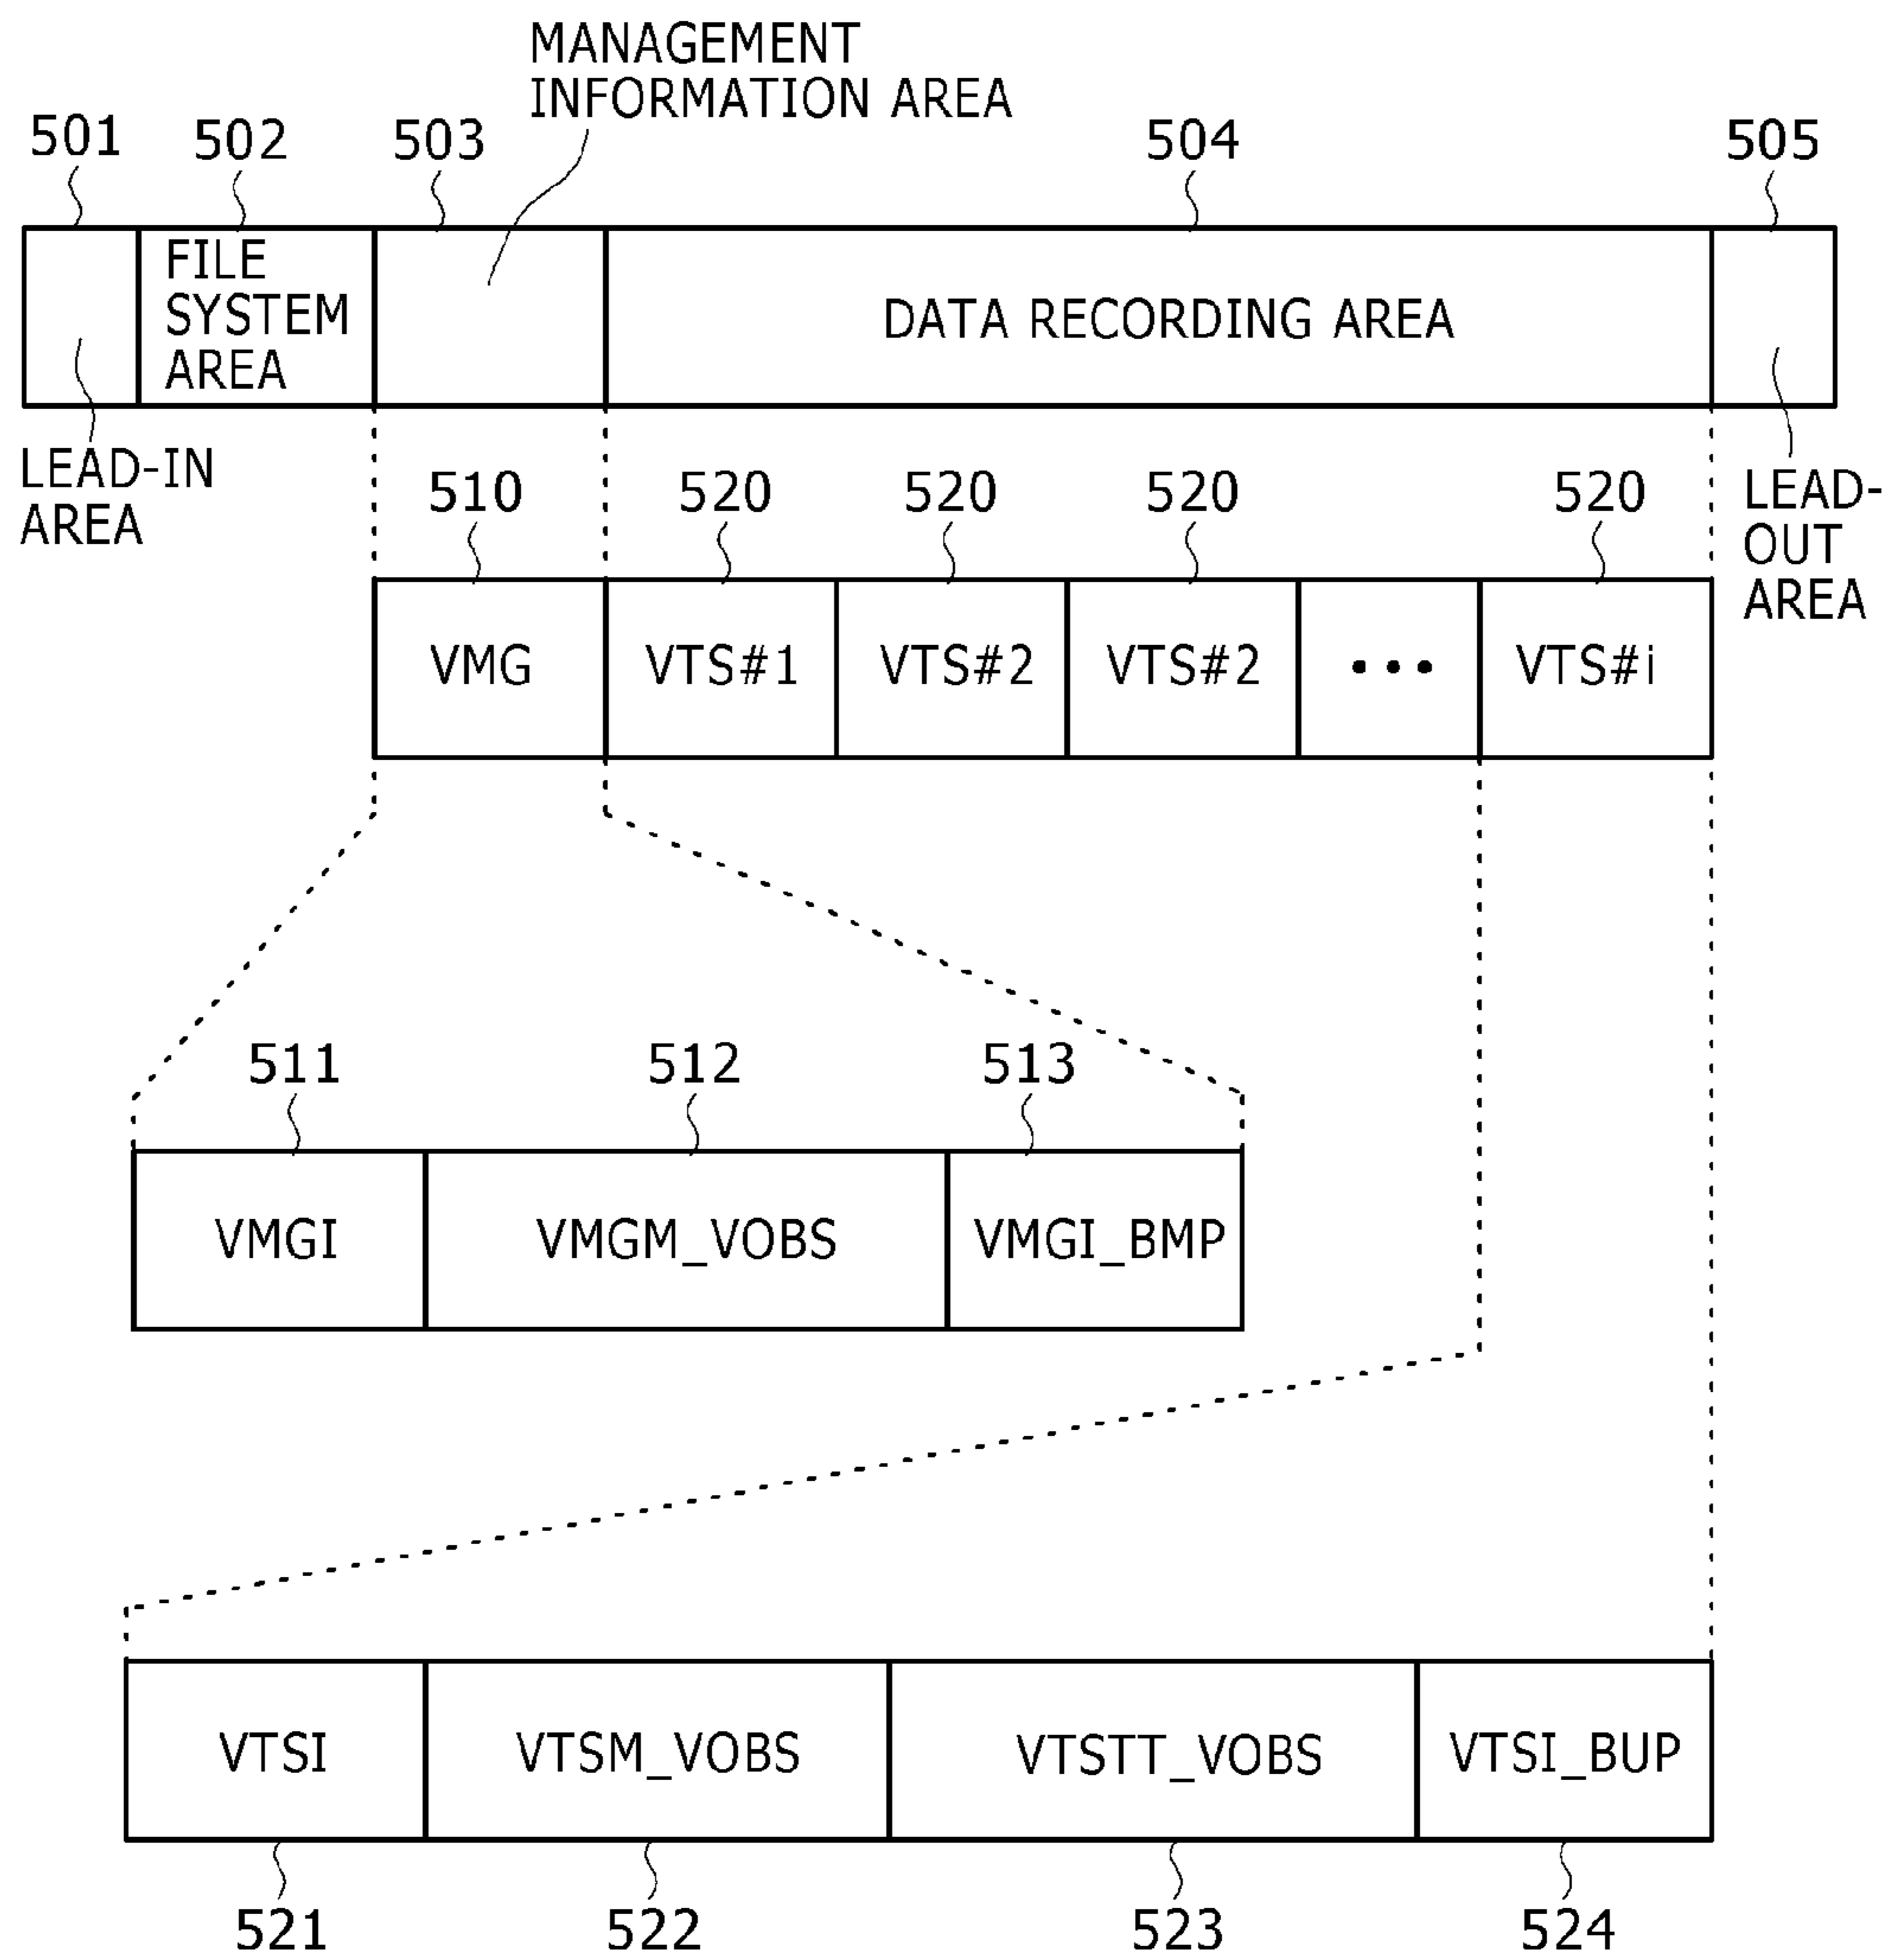 MANAGEMENT
INFORMATION AREA
501 502 503 504 505
FILE
SYSTEM
AREA
DATA RECORDING AREA
LEAD-IN
AREA
LEAD-
OUT
AREA
510 520 520 520 520
VMG VTS#1 VTS#2 VTS#2 ••• VTS#i
511 512 513
VMGI VMGM_VOBS VMGI_BMP
VTSI VTSM_VOBS VTSTT_VOBS VTSI_BUP
521 522 523 524